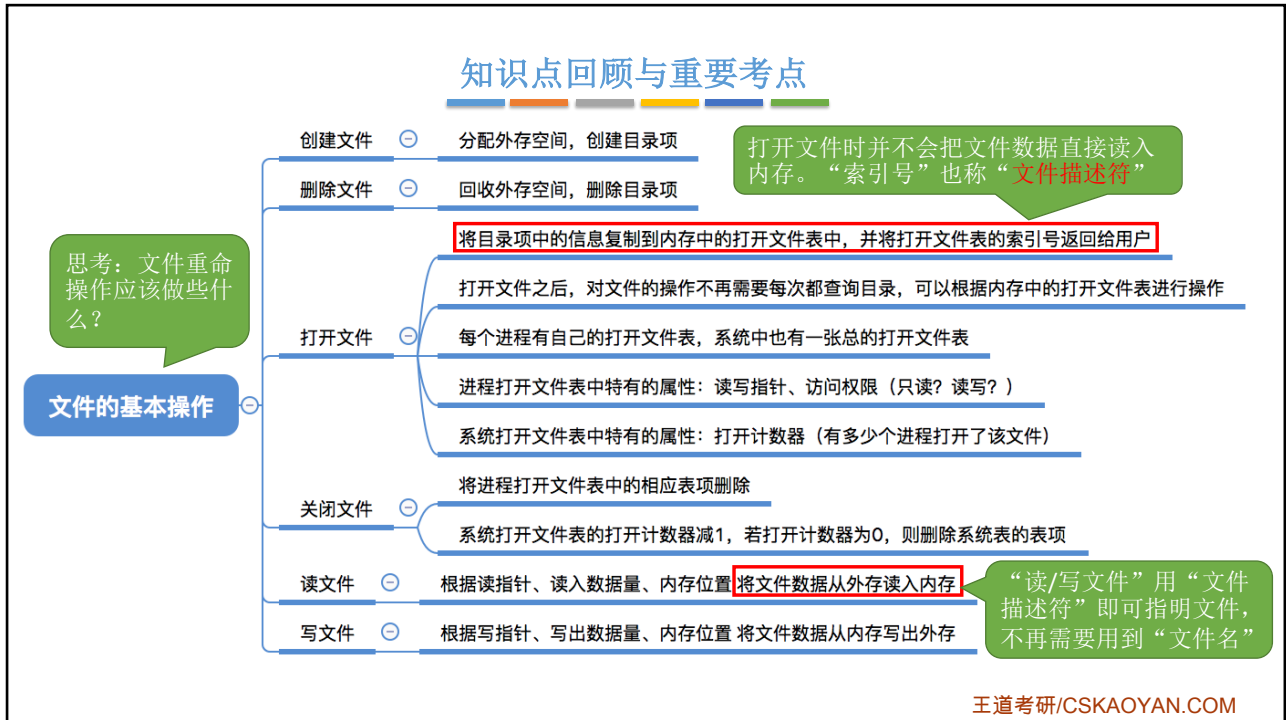 知识点回顾与重要考点
创建文件
分配外存空间，创建目录项
打开文件时并不会把文件数据直接读入
内存。“索引号”也称“文件描述符”
删除文件
回收外存空间，删除目录项
思考：文件重命
操作应该做些什
么？
打开文件
将目录项中的信息复制到内存中的打开文件表中，并将打开文件表的索引号返回给用户
打开文件之后，对文件的操作不再需要每次都查询目录，可以根据内存中的打开文件表进行操作
每个进程有自己的打开文件表，系统中也有一张总的打开文件表
进程打开文件表中特有的属性：读写指针、访问权限（只读？读写？）
系统打开文件表中特有的属性：打开计数器（有多少个进程打开了该文件）
文件的基本操作
关闭文件
将进程打开文件表中的相应表项删除
系统打开文件表的打开计数器减1，若打开计数器为0，则删除系统表的表项
读文件
根据读指针、读入数据量、内存位置 将文件数据从外存读入内存
“读/写文件”用“文件
描述符”即可指明文件，
不再需要用到“文件名”
写文件
根据写指针、写出数据量、内存位置 将文件数据从内存写出外存
王道考研/CSKAOYAN.COM